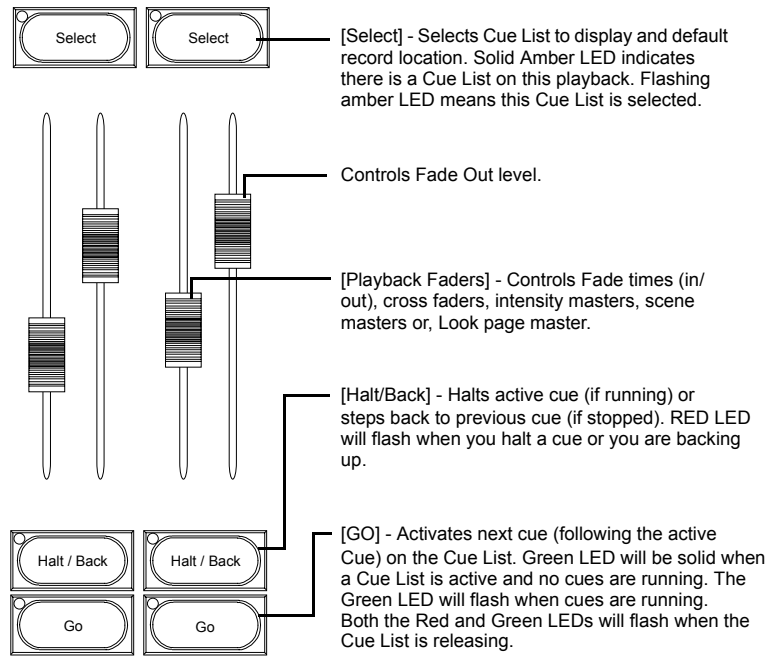 Select
Select
[Select] - Selects Cue List to display and default
record location. Solid Amber LED indicates
there is a Cue List on this playback. Flashing
amber LED means this Cue List is selected.
Controls Fade Out level.
[Playback Faders] - Controls Fade times (in/
out), cross faders, intensity masters, scene
masters or, Look page master.
[Halt/Back] - Halts active cue (if running) or
steps back to previous cue (if stopped). RED LED
will flash when you halt a cue or you are backing
up.
Halt / Back
Halt / Back
[GO] - Activates next cue (following the active
Cue) on the Cue List. Green LED will be solid when
a Cue List is active and no cues are running. The
Green LED will flash when cues are running.
Both the Red and Green LEDs will flash when the
Cue List is releasing.
Go
Go